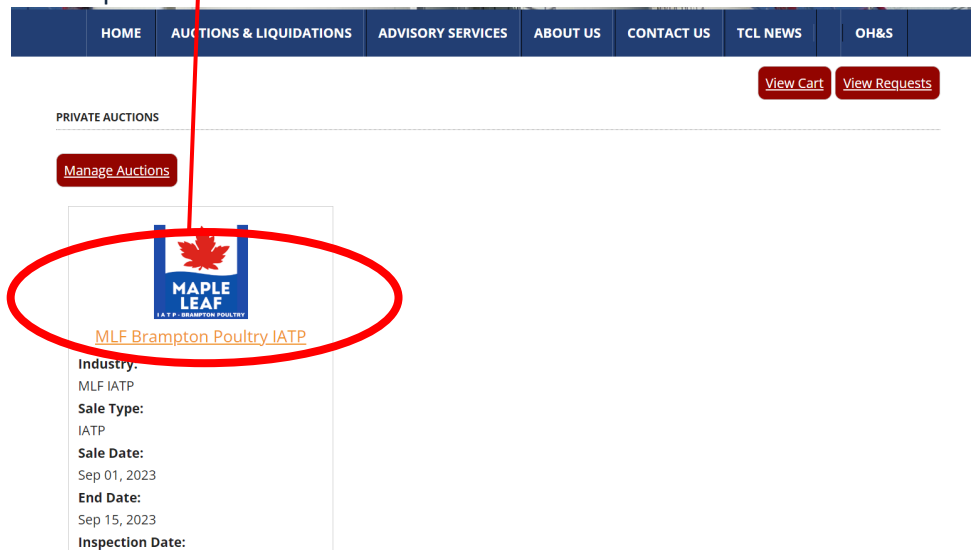 HOME AUCTIONS & LIQUIDATIONS ADVISORY SERVICES ABOUT US CONTACT US TCL NEWS OH&S
View Cart View Requests
PRIVATE AUCTIONS
Manage Auctions
MAPLE
LEAF
IATP - BRAMPTON POULTRY
MLF Brampton Poultry IATP
Industry:
MLF IATP
Sale Type:
IATP
Sale Date:
Sep 01, 2023
End Date:
Sep 15, 2023
Inspection Date: